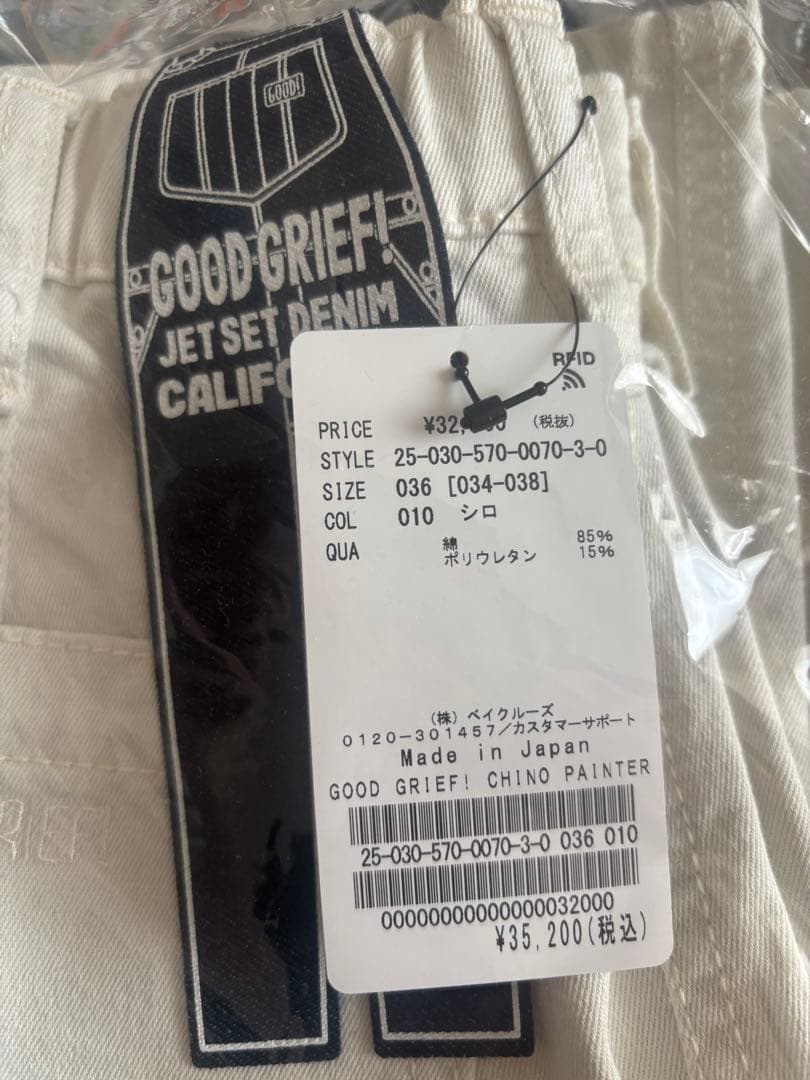 GOOD!
GOOD GRIEF!
JET SET DENIM
RFID
PRICE (税抜)
STYLE 25-030-570-0070-3-0
SIZE 036 [034-038]
COL 010 シロ
QUA 綿 85%
ポリウレタン 15%
(株) ベイクルーズ
0120-301457/カスタマーサポート
Made in Japan
GOOD GRIEF! CHINO PAINTER
25-030-570-0070-3-0 036 010
00000000000000032000
¥35,200(税込)